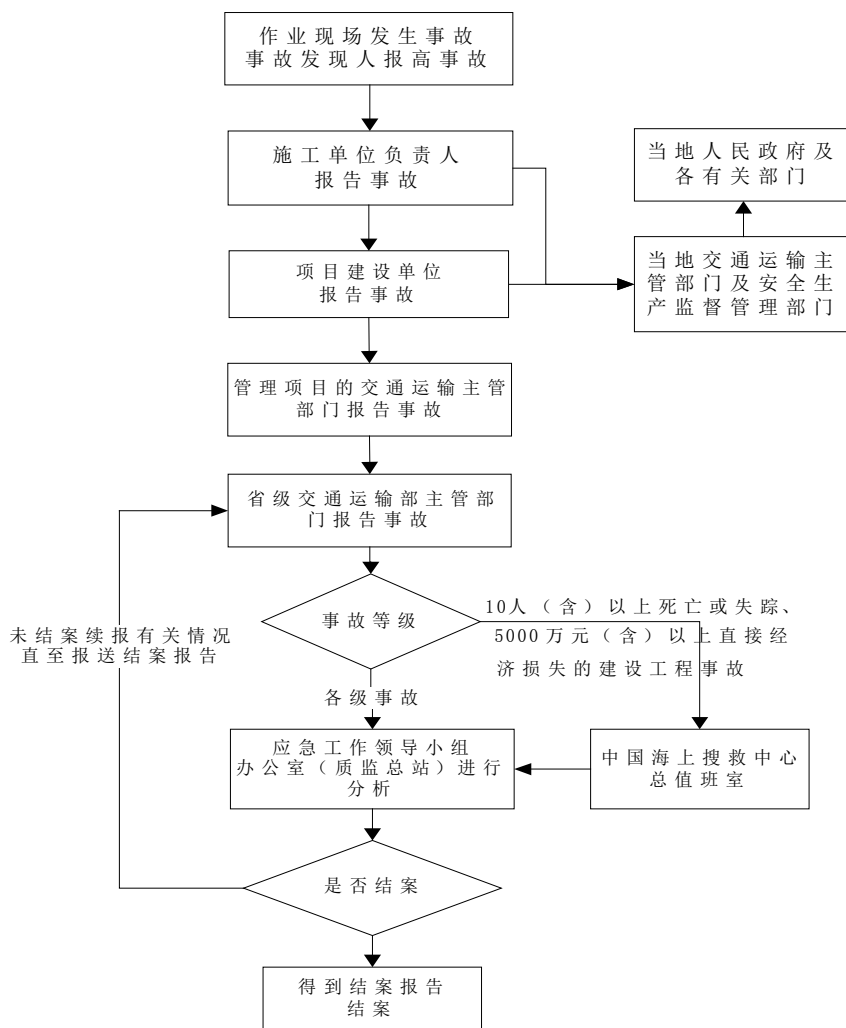 作业现场发生事故
事故发现人报高事故
施工单位负责人
报告事故
当地人民政府及
各有关部门
项目建设单位
报告事故
当地交通运输主
管部门及安全生
产监督管理部门
管理项目的交通运输主管
部门报告事故
省级交通运输部主管部
门报告事故
事故等级
10人（含）以上死亡或失踪、
5000万元（含）以上直接经
济损失的建设工程事故
未结案续报有关情况
直至报送结案报告
各级事故
应急工作领导小组
办公室（质监总站）进行
分析
中国海上搜救中心
总值班室
是否结案
得到结案报告
结案